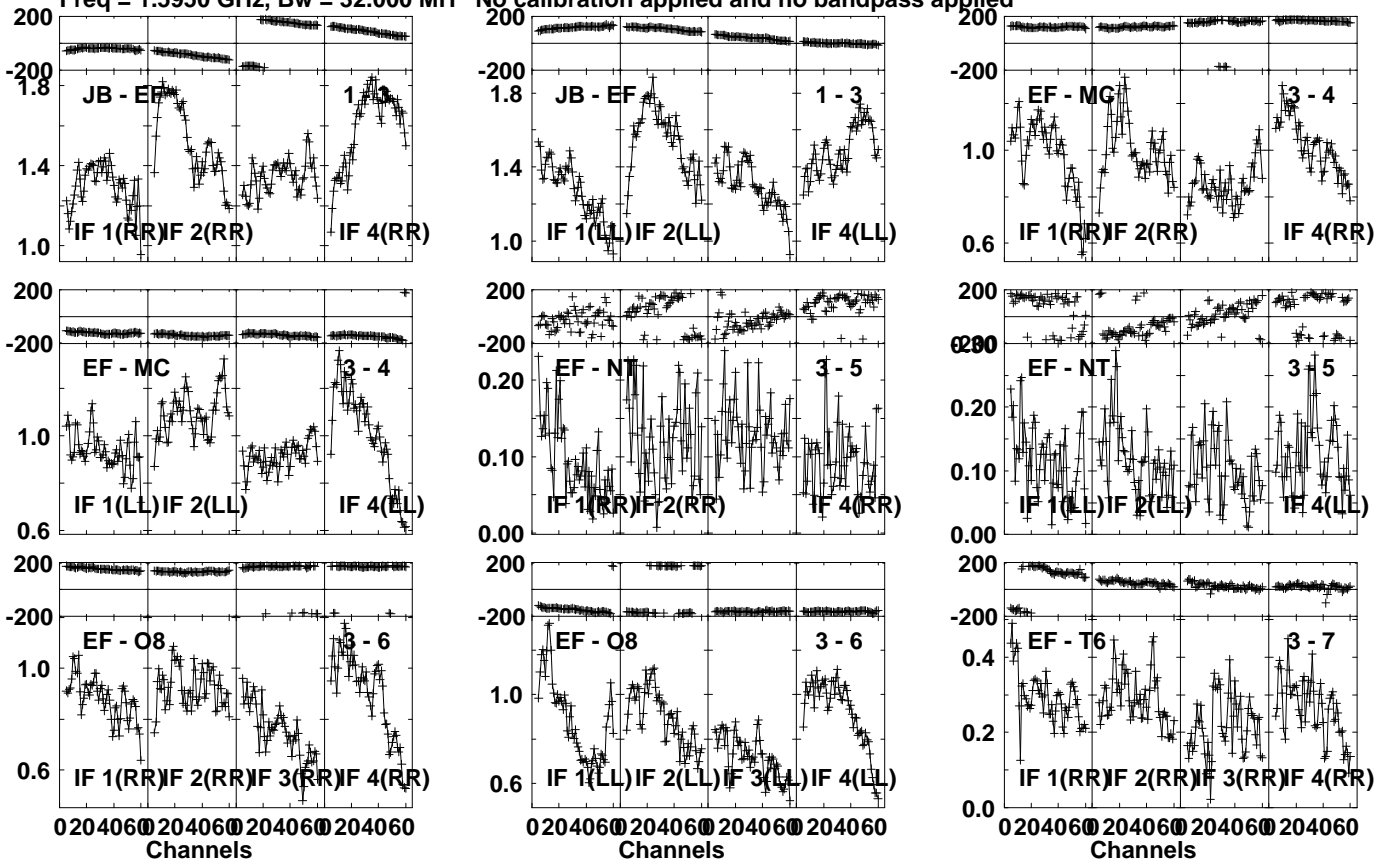 Freq = 1.5950 GHz, Bw = 32.000 MH No calibration applied and no bandpass applied
200
-200
1.8
1.4
1.0
JB - EF
1 - 3
IF 1(RR)
IF 2(RR)
IF 4(RR)
200
-200
1.8
1.4
1.0
JB - EF
1 - 3
IF 1(LL)
IF 2(LL)
IF 4(LL)
200
-200
1.0
0.6
EF - MC
3 - 4
IF 1(RR)
IF 2(RR)
IF 4(RR)
200
-200
1.0
0.6
EF - MC
3 - 4
IF 1(LL)
IF 2(LL)
IF 4(LL)
200
-200
0.20
0.10
0.00
EF - NT
3 - 5
IF 1(RR)
IF 2(RR)
IF 4(RR)
200
-200
0.30
0.20
0.10
0.00
EF - NT
3 - 5
IF 1(LL)
IF 2(LL)
IF 4(LL)
200
-200
1.0
0.6
EF - O8
3 - 6
IF 1(RR)
IF 2(RR)
IF 3(RR)
IF 4(RR)
0 20 40 60 0 20 40 60 0 20 40 60 0 20 40 60
Channels
200
-200
1.0
0.6
EF - O8
3 - 6
IF 1(LL)
IF 2(LL)
IF 3(LL)
IF 4(LL)
0 20 40 60 0 20 40 60 0 20 40 60 0 20 40 60
Channels
200
-200
0.4
0.2
0.0
EF - T6
3 - 7
IF 1(RR)
IF 2(RR)
IF 3(RR)
IF 4(RR)
0 20 40 60 0 20 40 60 0 20 40 60 0 20 40 60
Channels